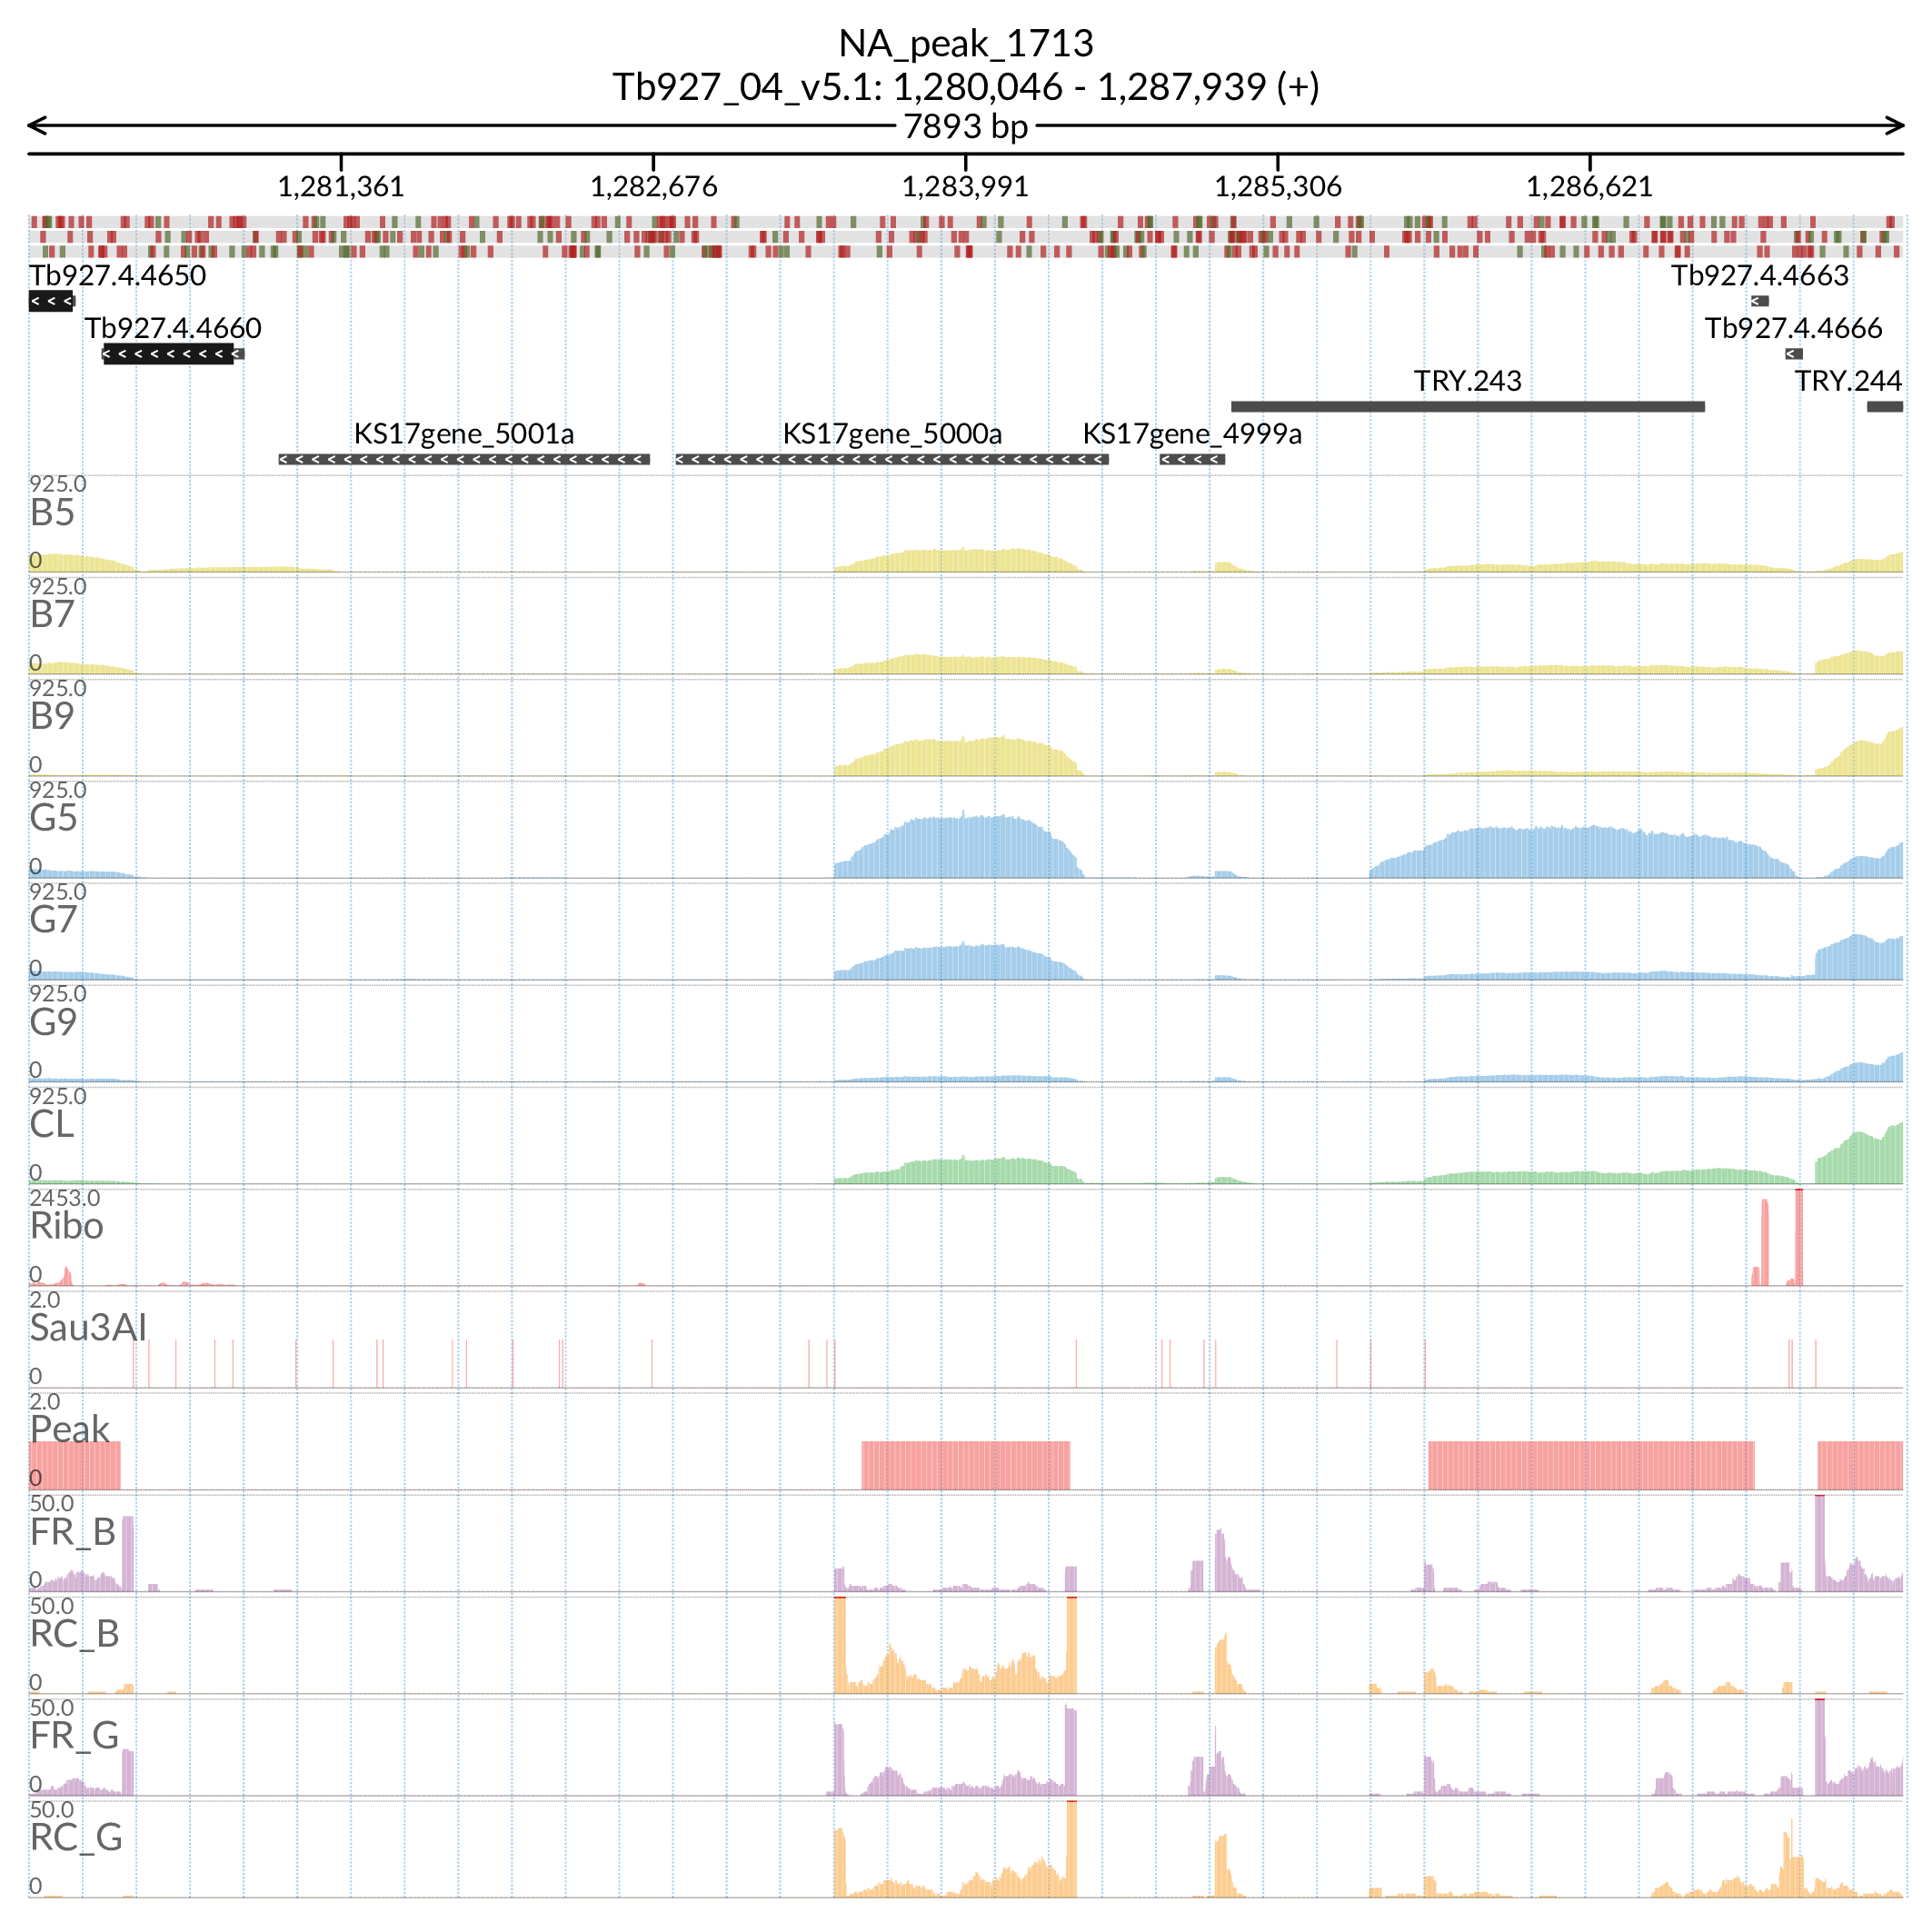 NA_peak_1713
Tb927_04_v5.1: 1,280,046 - 1,287,939 (+)
7893 bp
1,281,361 1,282,676 1,283,991 1,285,306 1,286,621
Tb927.4.4650 Tb927.4.4663
Tb927.4.4660 Tb927.4.4666
TRY.243 TRY.244
KS17gene_5001a KS17gene_5000a KS17gene_4999a
925.0
B5
0
925.0
B7
0
925.0
B9
0
925.0
G5
0
925.0
G7
0
925.0
G9
0
925.0
CL
0
2453.0
Ribo
0
2.0
Sau3AI
0
2.0
Peak
0
50.0
FR_B
0
50.0
RC_B
0
50.0
FR_G
0
50.0
RC_G
0